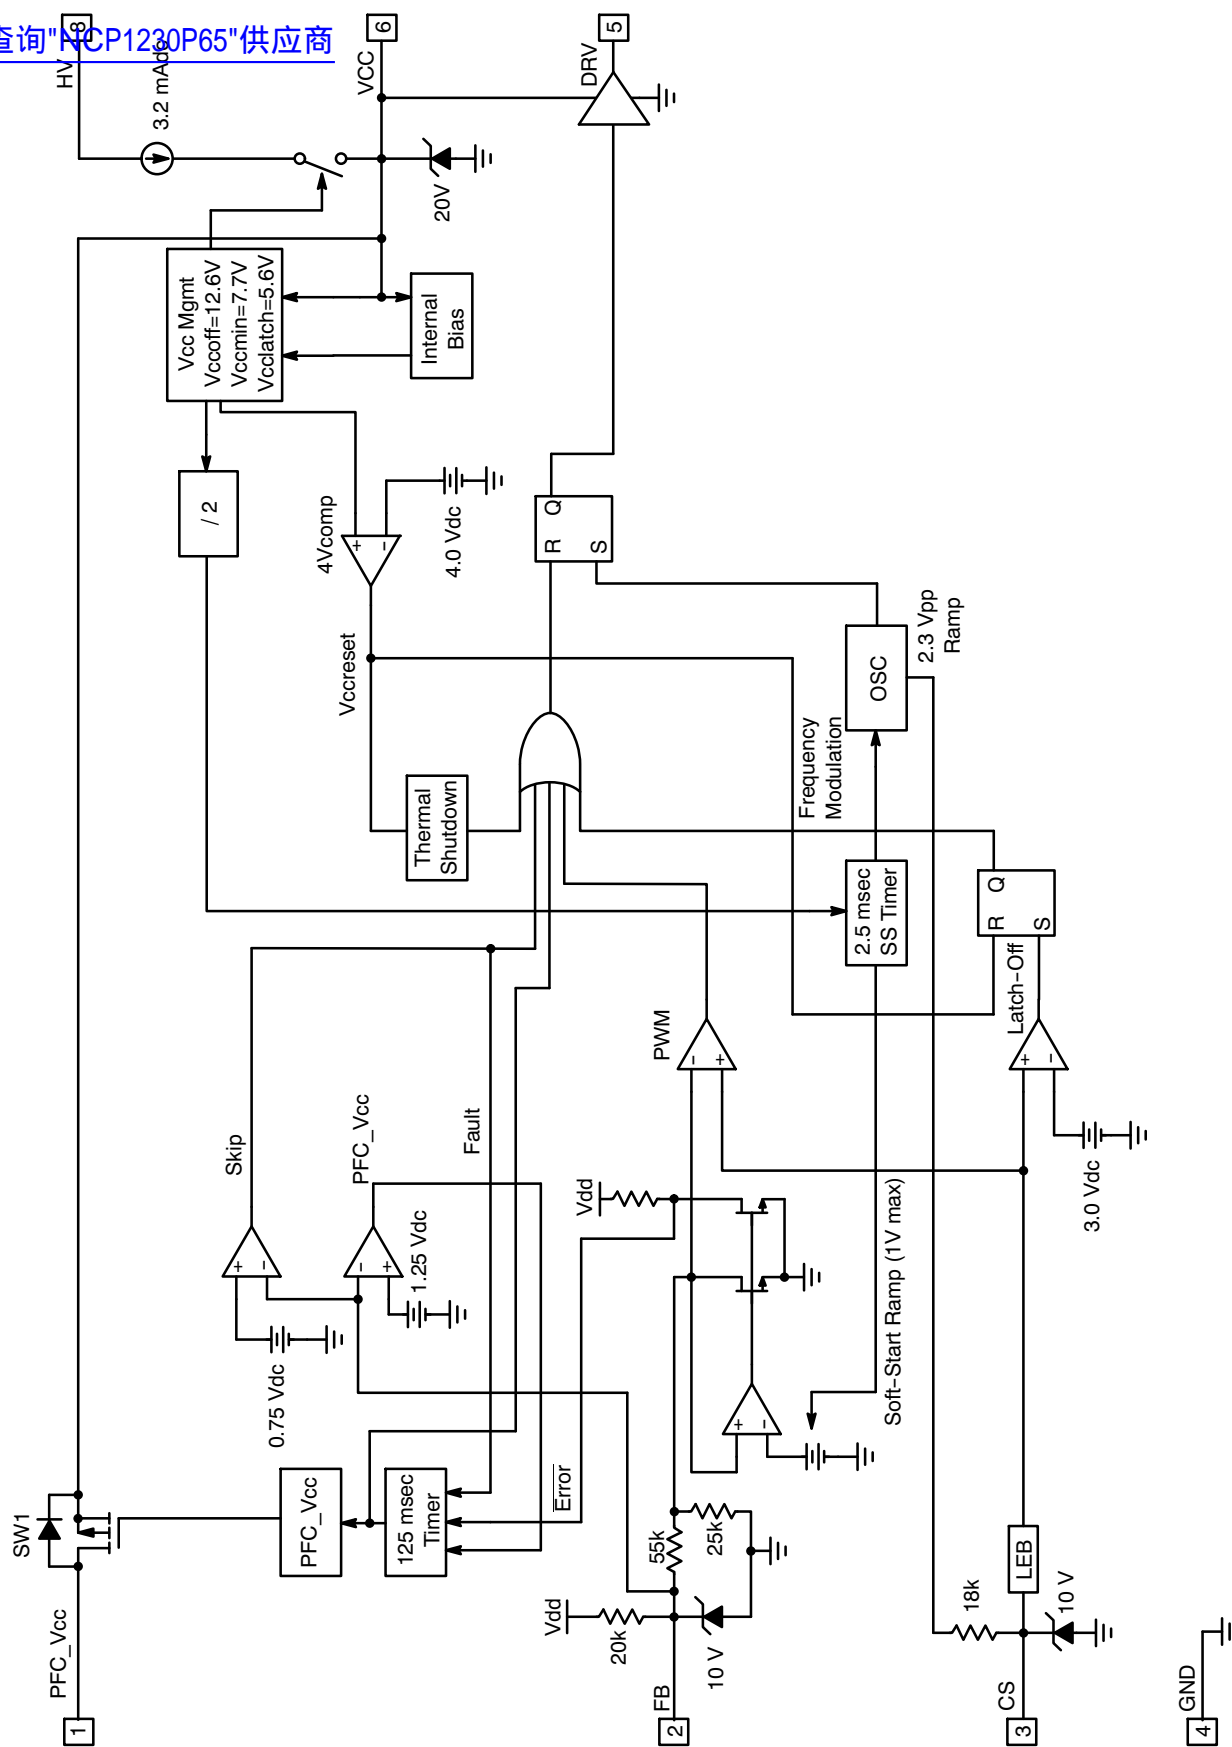 查询"NCP1230P65"供应商
8
HV
3.2 mAdc
6
VCC
5
DRV
20V
Vcc Mgmt
Vccoff=12.6V
Vccmin=7.7V
Vcclatch=5.6V
Internal
Bias
/ 2
4Vcomp
+
−
4.0 Vdc
Q
R
S
Vccreset
2.3 Vpp
Ramp
OSC
Frequency
Modulation
Thermal
Shutdown
2.5 msec
SS Timer
Q
R
S
Latch−Off
+
−
3.0 Vdc
PWM
−
+
Skip
+
−
0.75 Vdc
PFC_Vcc
−
+
1.25 Vdc
Fault
Vdd
Soft−Start Ramp (1V max)
+
−
SW1
PFC_Vcc
125 msec
Timer
Error
55k
25k
Vdd
20k
10 V
LEB
18k
10 V
PFC_Vcc
1
FB
2
CS
3
GND
4